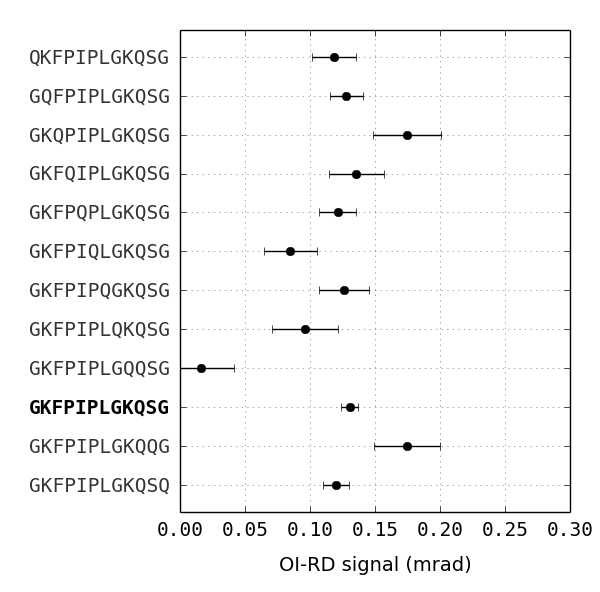 QKFPIPLGKQSG
GQFPIPLGKQSG
GKQPIPLGKQSG
GKFQIPLGKQSG
GKFPQPLGKQSG
GKFPIQLGKQSG
GKFPIPQGKQSG
GKFPIPLQKQSG
GKFPIPLGQQSG
GKFPIPLGKQSG
GKFPIPLGKQQG
GKFPIPLGKQSQ
0.00 0.05 0.10 0.15 0.20 0.25 0.30
OI-RD signal (mrad)